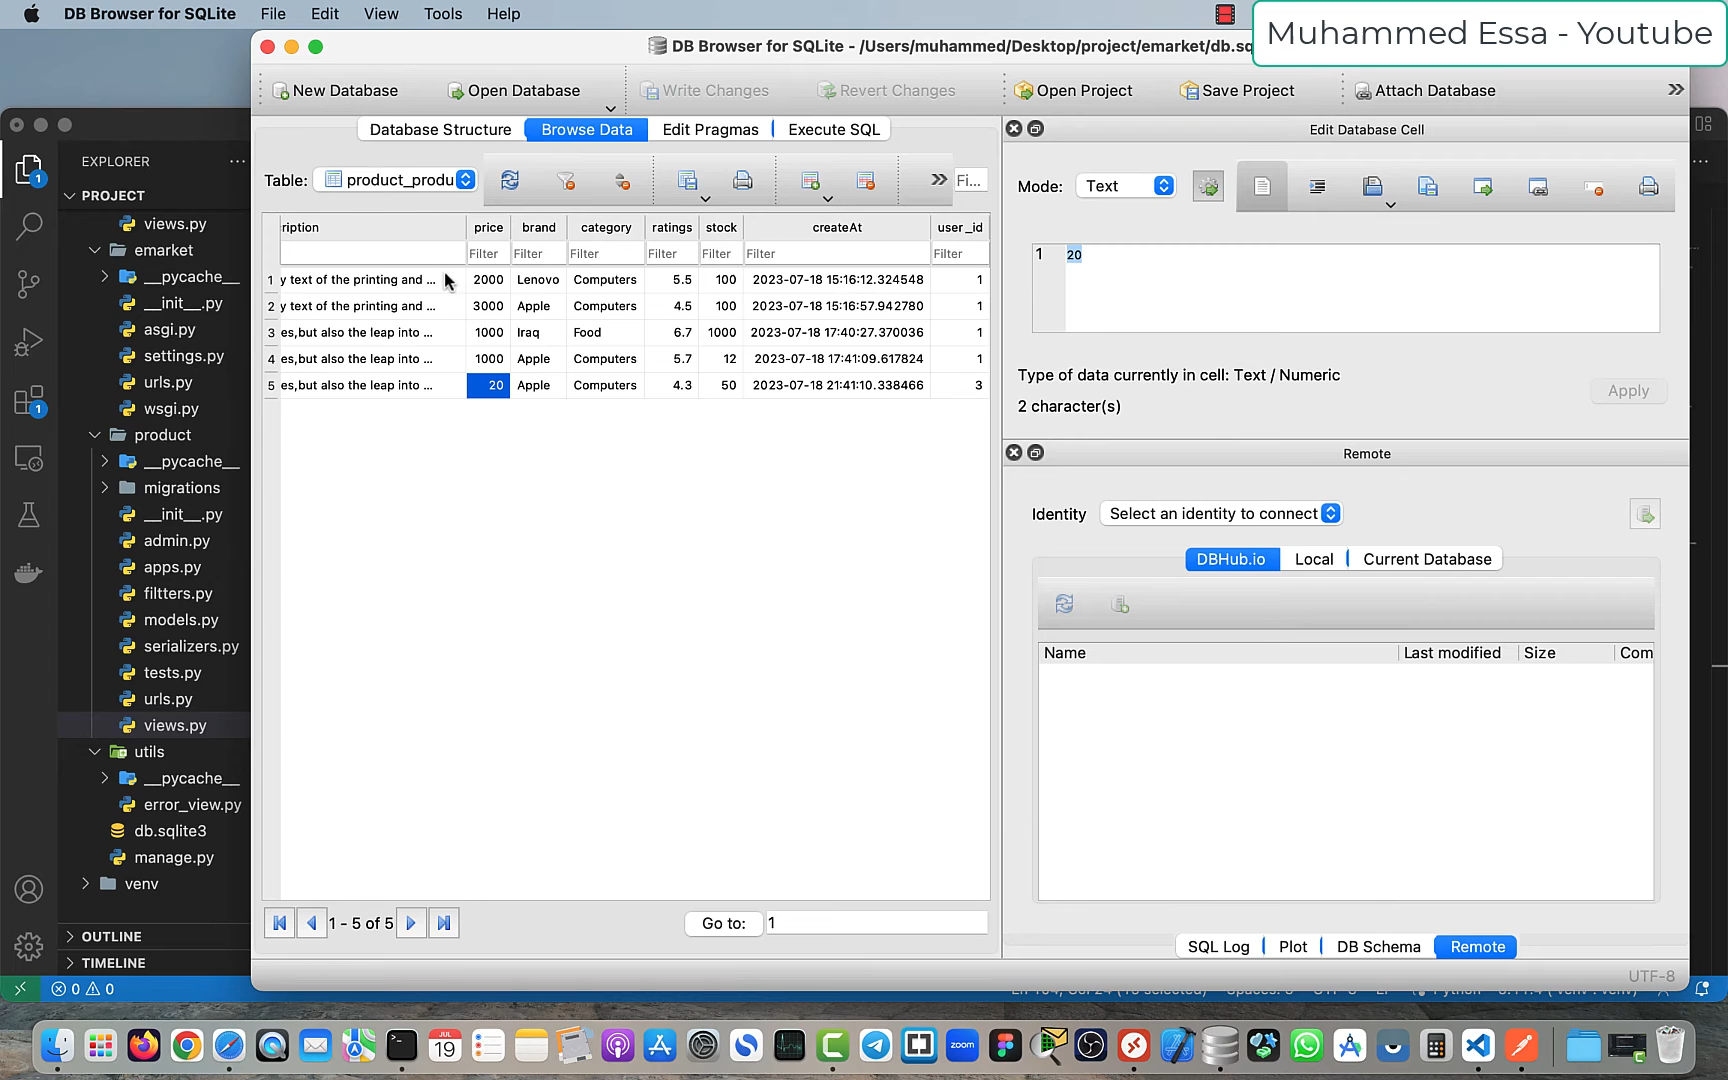 DB Browser for SQLite File Edit View Tools Help
Muhammed Essa - Youtube
DB Browser for SQLite - /Users/muhammed/Desktop/project/emarket/db.sq
New Database Open Database Write Changes Revert Changes Open Project Save Project Attach Database
EXPLORER
PROJECT
views.py
emarket
__pycache__
__init__.py
asgi.py
settings.py
urls.py
wsgi.py
product
__pycache__
migrations
__init__.py
admin.py
apps.py
filtters.py
models.py
serializers.py
tests.py
urls.py
views.py
utils
__pycache__
error_view.py
db.sqlite3
manage.py
venv
OUTLINE
TIMELINE
0 0
1
1
Database Structure Browse Data Edit Pragmas Execute SQL
Table: product_produ Fi...
ription price brand category ratings stock createAt user_id
Filter Filter Filter Filter Filter Filter Filter
1 y text of the printing and ... 2000 Lenovo Computers 5.5 100 2023-07-18 15:16:12.324548 1
2 y text of the printing and ... 3000 Apple Computers 4.5 100 2023-07-18 15:16:57.942780 1
3 es,but also the leap into ... 1000 Iraq Food 6.7 1000 2023-07-18 17:40:27.370036 1
4 es,but also the leap into ... 1000 Apple Computers 5.7 12 2023-07-18 17:41:09.617824 1
5 es,but also the leap into ... 20 Apple Computers 4.3 50 2023-07-18 21:41:10.338466 3
1 - 5 of 5 Go to: 1
Edit Database Cell
Mode: Text
1 20
Type of data currently in cell: Text / Numeric
2 character(s)
Apply
Remote
Identity Select an identity to connect
DBHub.io Local Current Database
Name Last modified Size Com
SQL Log Plot DB Schema Remote
UTF-8
JUL
19
zoom